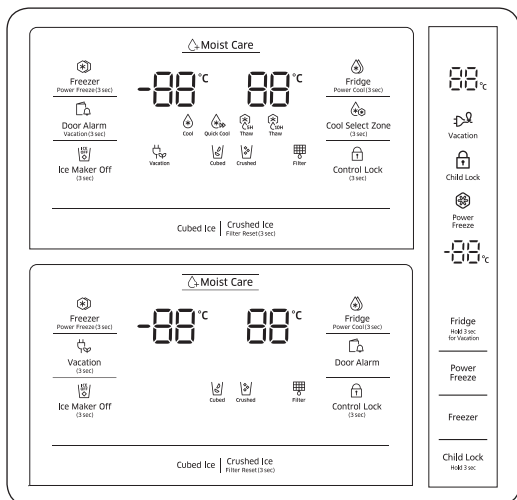 Moist Care
Freezer
Power Freeze (3 sec)
-88 °C
88 °C
Fridge
Power Cool (3 sec)
Door Alarm
Vacation (3 sec)
Cool
Quick Cool
5H
Thaw
10H
Thaw
Cool Select Zone
(3 sec)
ICE OFF
Ice Maker Off
(3 sec)
Vacation
Cubed
Crushed
Filter
Control Lock
(3 sec)
Cubed Ice | Crushed Ice
Filter Reset (3 sec)
Moist Care
Freezer
Power Freeze (3 sec)
-88 °C
88 °C
Fridge
Power Cool (3 sec)
Vacation
(3 sec)
Door Alarm
ICE OFF
Ice Maker Off
(3 sec)
Cubed
Crushed
Filter
Control Lock
(3 sec)
Cubed Ice | Crushed Ice
Filter Reset (3 sec)
88 °C
Vacation
Child Lock
Power
Freeze
-88 °C
Fridge
Hold 3 sec
for Vacation
Power
Freeze
Freezer
Child Lock
Hold 3 sec